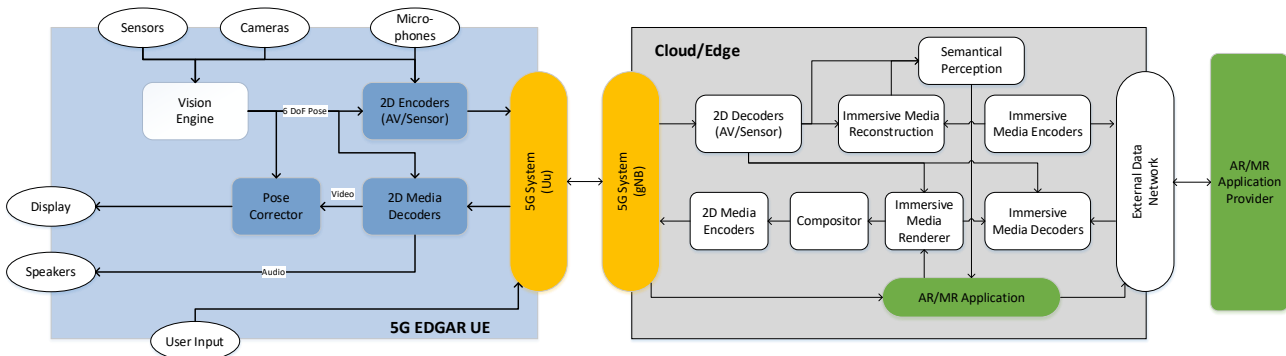 Sensors
Cameras
Micro-
phones
Vision
Engine
6 DoF Pose
2D Encoders
(AV/Sensor)
Display
Pose
Corrector
Video
2D Media
Decoders
Speakers
Audio
User Input
5G EDGAR UE
5G System
(Uu)
5G System
(gNB)
Cloud/Edge
Semantical
Perception
2D Decoders
(AV/Sensor)
Immersive Media
Reconstruction
Immersive
Media Encoders
2D Media
Encoders
Compositor
Immersive
Media
Renderer
Immersive
Media Decoders
AR/MR Application
External Data
Network
AR/MR
Application
Provider